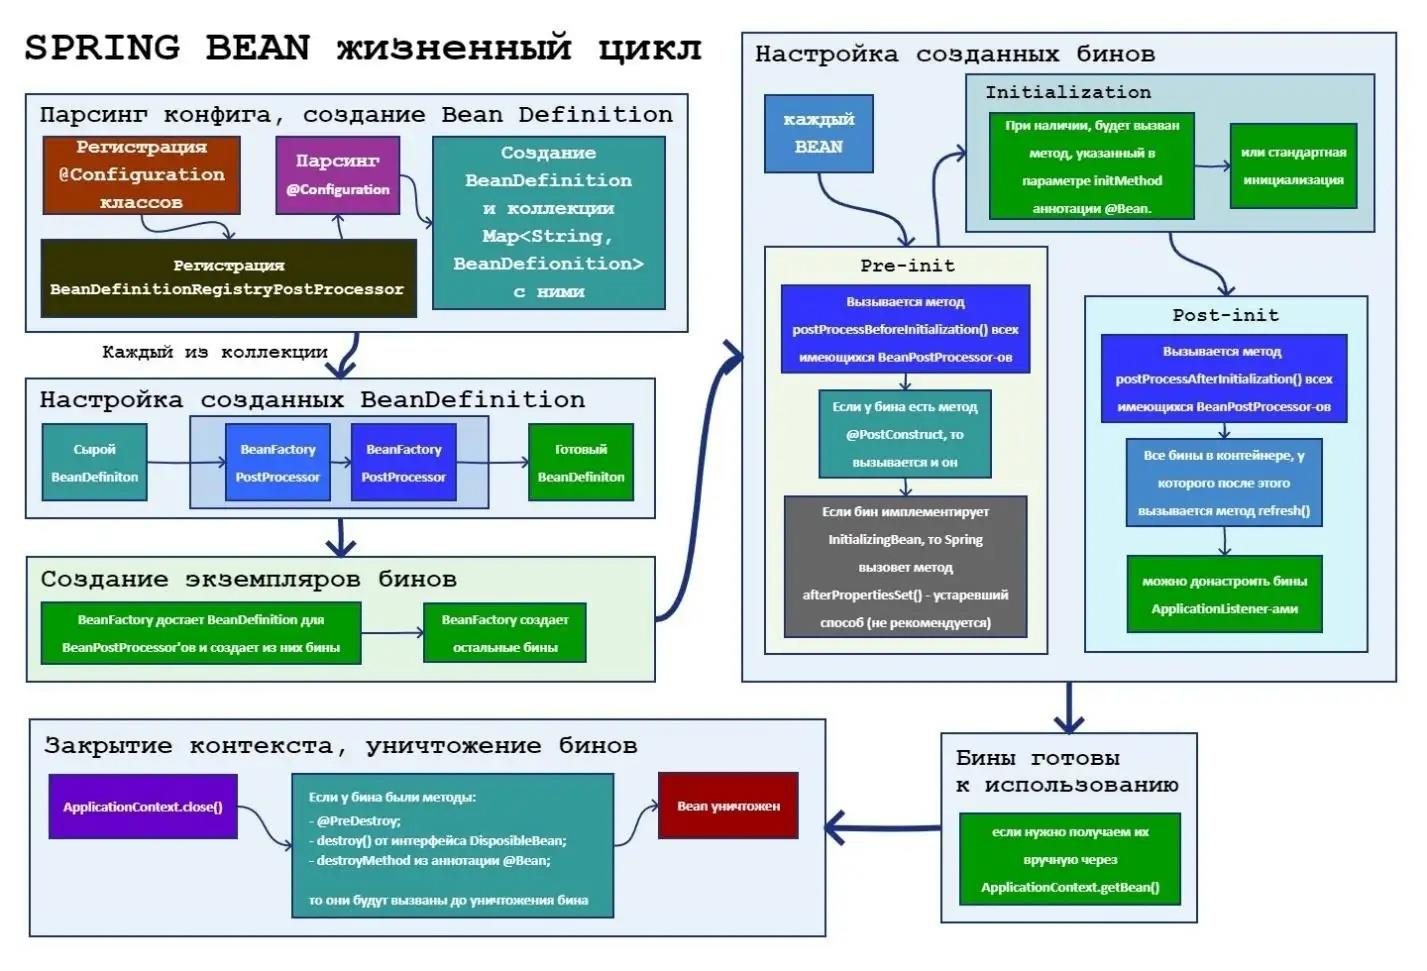 SPRING BEAN жизненный цикл
Парсинг конфига, создание Bean Definition
Регистрация
@Configuration
классов
Парсинг
@Configuration
Создание
BeanDefinition
и коллекции
Map<String,
BeanDefionition>
с ними
Регистрация
BeanDefinitionRegistryPostProcessor
Каждый из коллекции
Настройка созданных BeanDefinition
Сырой
BeanDefiniton
BeanFactory
PostProcessor
BeanFactory
PostProcessor
Готовый
BeanDefiniton
Создание экземпляров бинов
BeanFactory достает BeanDefinition для
BeanPostProcessor'ов и создает из них бины
BeanFactory создает
остальные бины
Настройка созданных бинов
каждый
BEAN
Initialization
При наличии, будет вызван
метод, указанный в
параметре initMethod
аннотации @Bean.
или стандартная
инициализация
Pre-init
Вызывается метод
postProcessBeforeInitialization() всех
имеющихся BeanPostProcessor-ов
Если у бина есть метод
@PostConstruct, то
вызывается и он
Если бин имплементирует
InitializingBean, то Spring
вызовет метод
afterPropertiesSet() - устаревший
способ (не рекомендуется)
Post-init
Вызывается метод
postProcessAfterInitialization() всех
имеющихся BeanPostProcessor-ов
Все бины в контейнере, у
которого после этого
вызывается метод refresh()
можно донастроить бины
ApplicationListener-ами
Бины готовы
к использованию
если нужно получаем их
вручную через
ApplicationContext.getBean()
Закрытие контекста, уничтожение бинов
ApplicationContext.close()
Если у бина были методы:
- @PreDestroy;
- destroy() от интерфейса DisposibleBean;
- destroyMethod из аннотации @Bean;
то они будут вызваны до уничтожения бина
Bean уничтожен